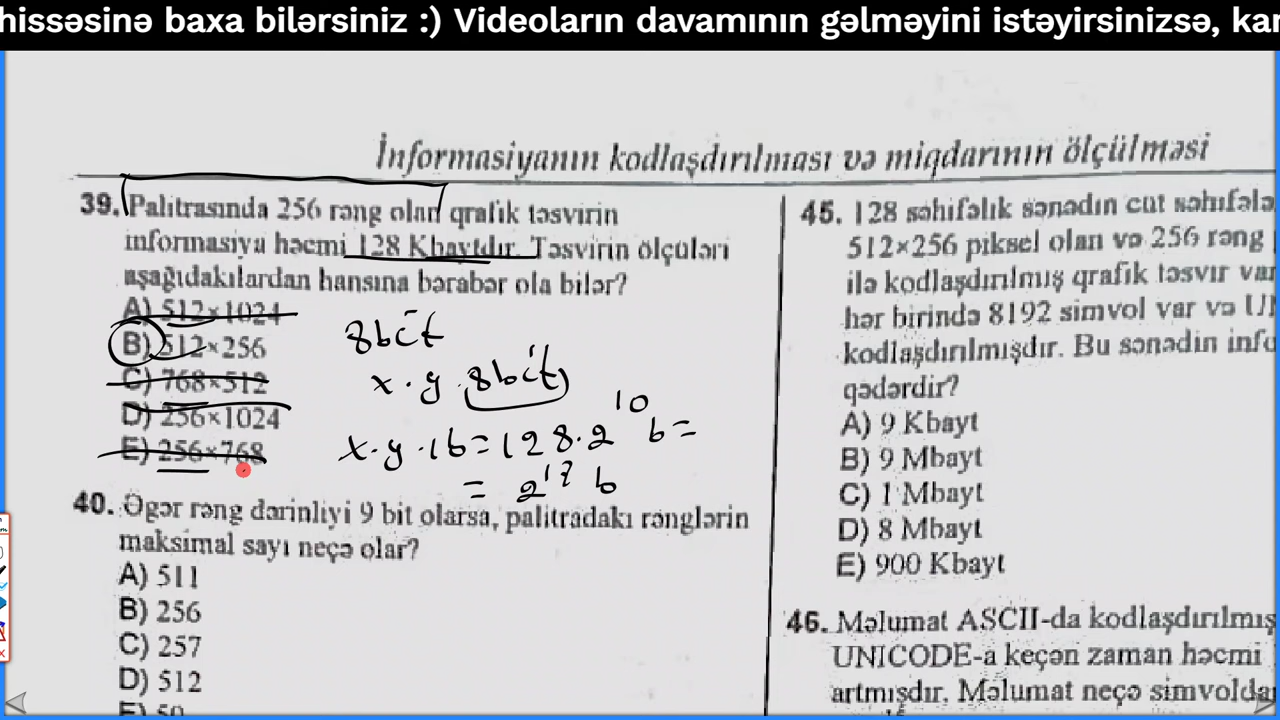 hissəsinə baxa bilərsiniz :) Videoların davamının gəlməyini istəyirsinizsə,
İnformasiyanın kodlaşdırılması və miqdarının ölçülməsi
39. Palitrasında 256 rəng olan qrafik təsvirin
informasiya həcmi 128 Kbaytdır. Təsvirin ölçüləri
aşağıdakılardan hansına bərabər ola bilər?
A) 512×1024
B) 512×256
C) 768×512
D) 256×1024
E) 256×768
8bit
x·y·8bit
x·y·1b=128·2^10 b=
= 2^17 b
40. Əgər rəng dərinliyi 9 bit olarsa, palitradakı rənglərin
maksimal sayı neçə olar?
A) 511
B) 256
C) 257
D) 512
E) 50
45. 128 səhifəlik sənədin cüt səhifələ
512×256 piksel olan və 256 rəng
ilə kodlaşdırılmış qrafik təsvir var
hər birində 8192 simvol var və
kodlaşdırılmışdır. Bu sənədin info
qədərdir?
A) 9 Kbayt
B) 9 Mbayt
C) 1 Mbayt
D) 8 Mbayt
E) 900 Kbayt
46. Məlumat ASCII-da kodlaşdırılmış
UNICODE-a keçən zaman həcmi
artmışdır. Məlumat neçə simvoldan